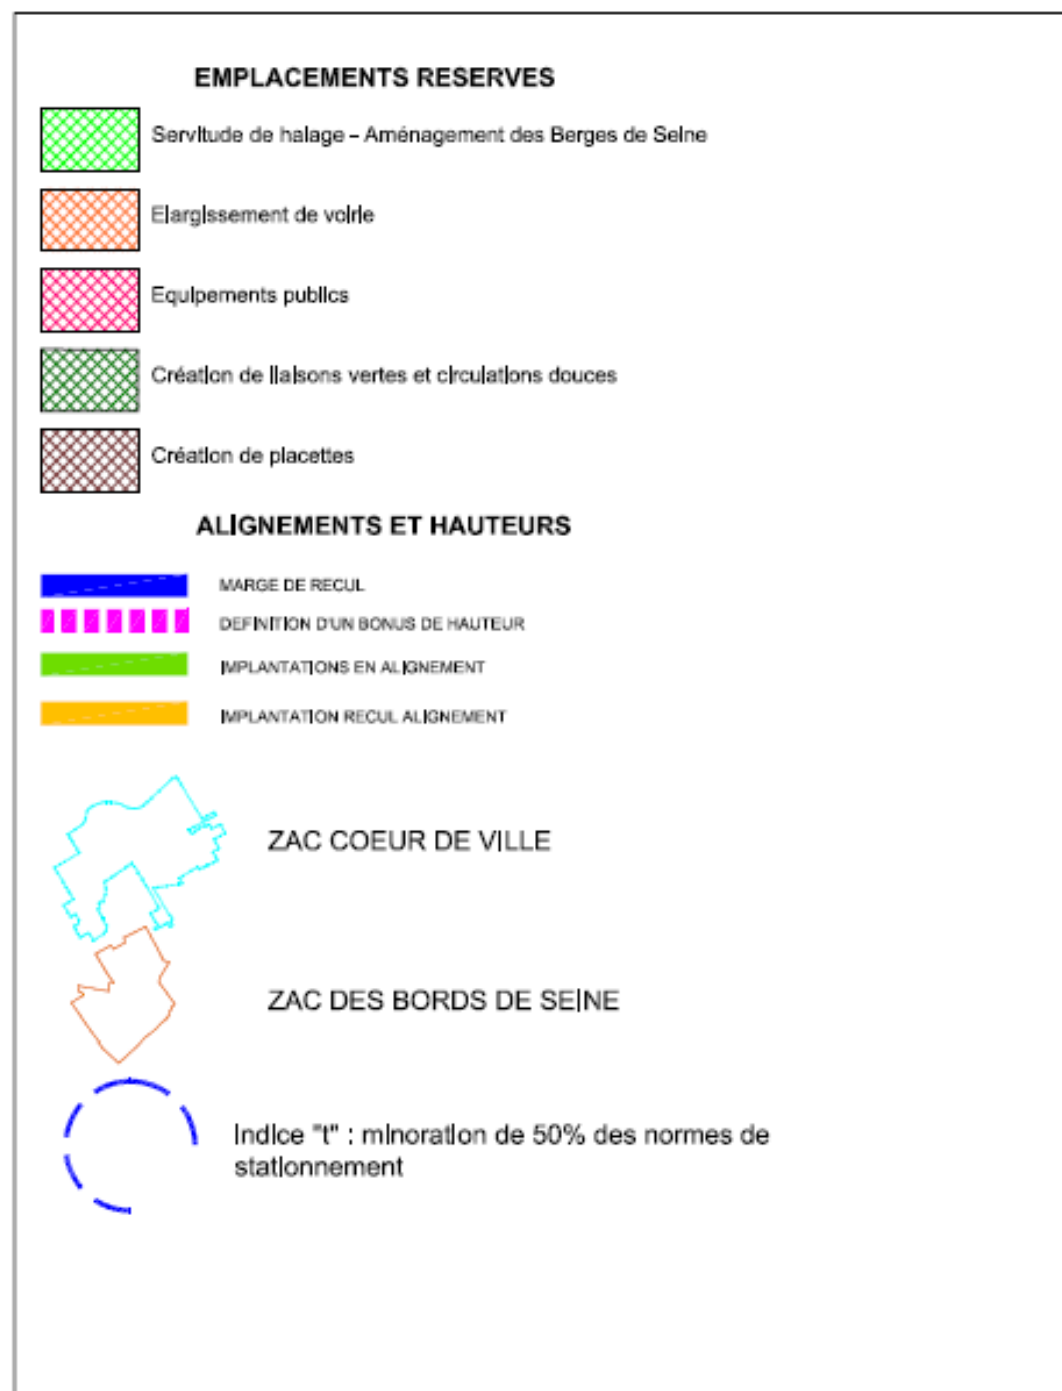 EMPLACEMENTS RESERVES
Servitude de halage – Aménagement des Berges de Seine
Elargissement de voirie
Equipements publics
Création de liaisons vertes et circulations douces
Création de placettes
ALIGNEMENTS ET HAUTEURS
MARGE DE RECUL
DEFINITION D'UN BONUS DE HAUTEUR
IMPLANTATIONS EN ALIGNEMENT
IMPLANTATION RECUL ALIGNEMENT
ZAC COEUR DE VILLE
ZAC DES BORDS DE SEINE
Indice "t" : minoration de 50% des normes de
stationnement